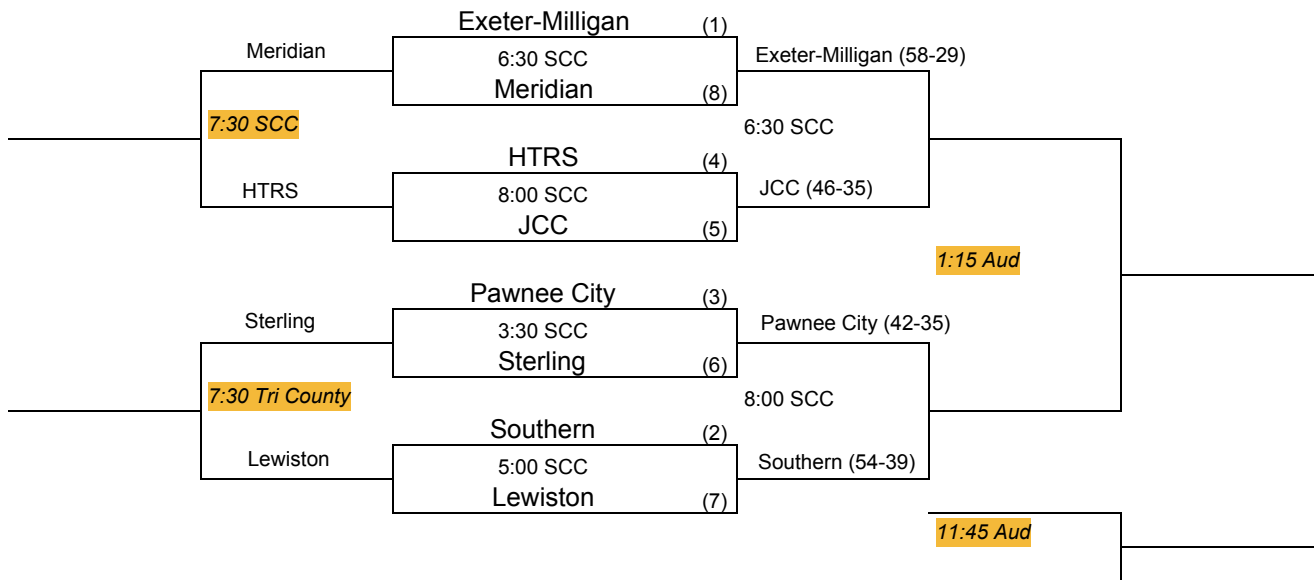 Exeter-Milligan (1)
Meridian
6:30 SCC
Exeter-Milligan (58-29)
Meridian (8)
7:30 SCC
6:30 SCC
HTRS (4)
HTRS
8:00 SCC
JCC (46-35)
JCC (5)
1:15 Aud
Pawnee City (3)
Sterling
3:30 SCC
Pawnee City (42-35)
Sterling (6)
7:30 Tri County
8:00 SCC
Southern (2)
Lewiston
5:00 SCC
Southern (54-39)
Lewiston (7)
11:45 Aud